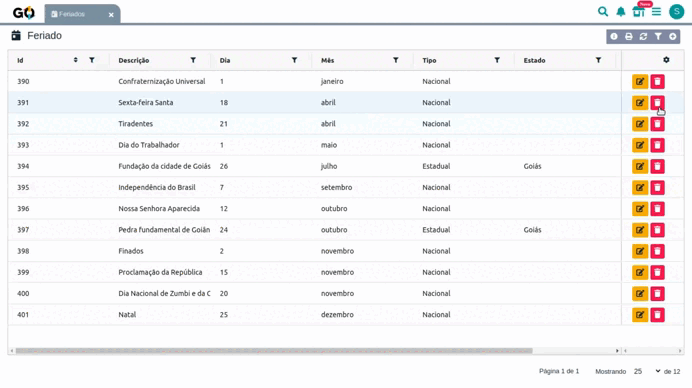 GO
Feriados
Novo
S
Feriado
Id Descrição Dia Mês Tipo Estado
390 Confraternização Universal 1 janeiro Nacional
391 Sexta-feira Santa 18 abril Nacional
392 Tiradentes 21 abril Nacional
393 Dia do Trabalhador 1 maio Nacional
394 Fundação da cidade de Goiás 26 julho Estadual Goiás
395 Independência do Brasil 7 setembro Nacional
396 Nossa Senhora Aparecida 12 outubro Nacional
397 Pedra fundamental de Goiân 24 outubro Estadual Goiás
398 Finados 2 novembro Nacional
399 Proclamação da República 15 novembro Nacional
400 Dia Nacional de Zumbi e da C 20 novembro Nacional
401 Natal 25 dezembro Nacional
Página 1 de 1 Mostrando 25 de 12